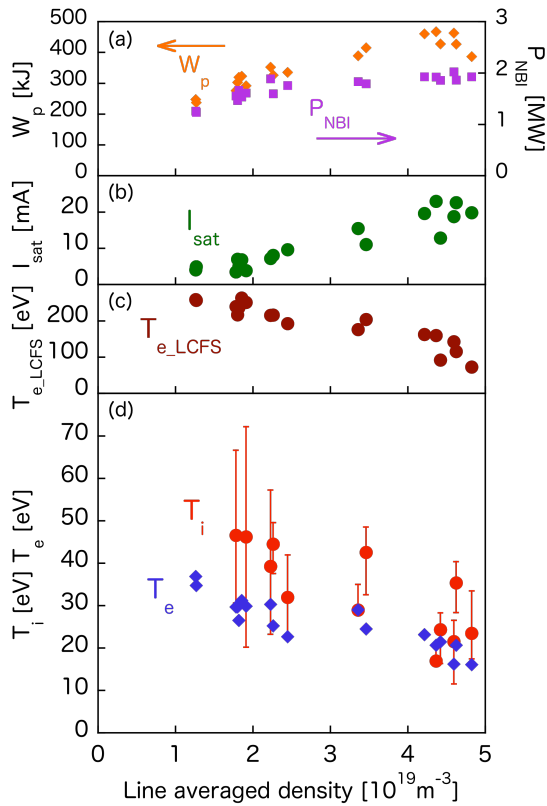 (a)
500
400
300
200
100
0
W_p [kJ]
W_p
P_NBI
3
2
1
0
P_NBI [MW]
(b)
20
10
0
I_sat [mA]
I_sat
(c)
200
100
0
T_e_LCFS [eV]
T_e_LCFS
(d)
70
60
50
40
30
20
10
0
T_i [eV] T_e [eV]
T_i
T_e
0 1 2 3 4 5
Line averaged density [10^19 m^-3]